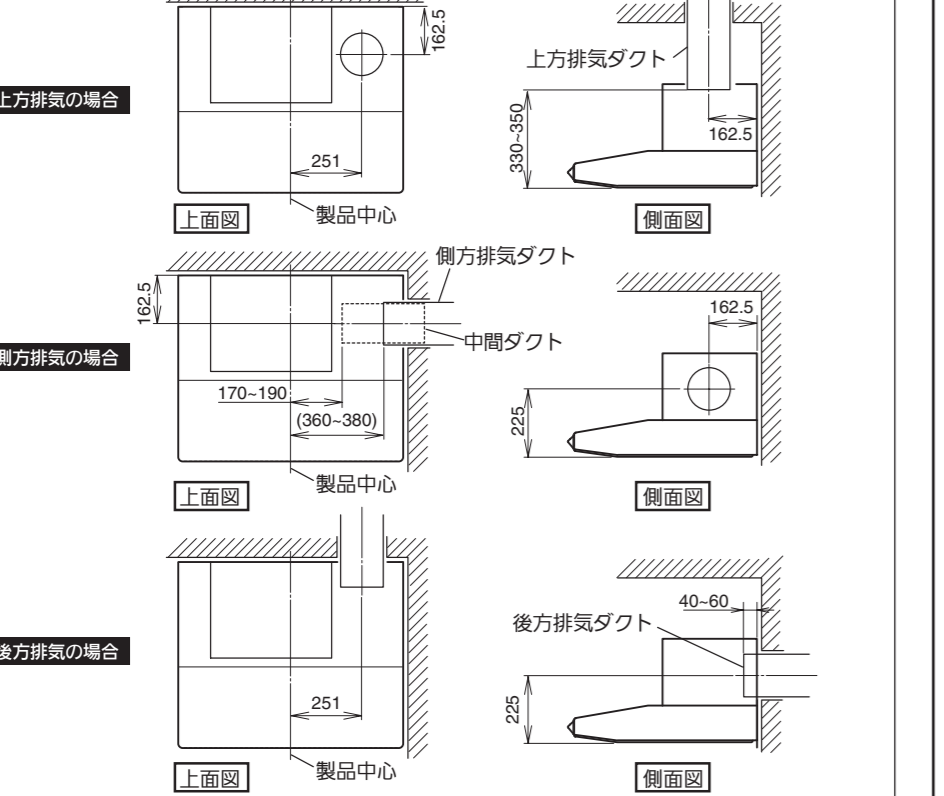 162.5
上方排気ダクト
上方排気の場合
330~350
162.5
251
上面図
製品中心
側面図
側方排気ダクト
162.5
162.5
中間ダクト
側方排気の場合
170~190
(360~380)
225
製品中心
上面図
側面図
40~60
後方排気ダクト
後方排気の場合
251
225
製品中心
上面図
側面図